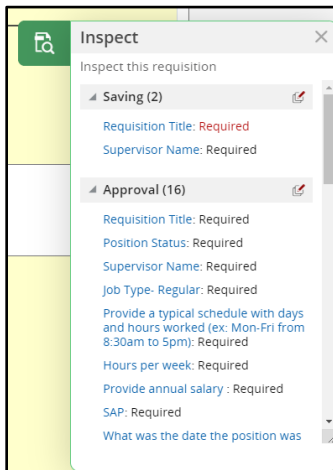 Inspect
Inspect this requisition
Saving (2)
Requisition Title: Required
Supervisor Name: Required
Approval (16)
Requisition Title: Required
Position Status: Required
Supervisor Name: Required
Job Type- Regular: Required
Provide a typical schedule with days
and hours worked (ex: Mon-Fri from
8:30am to 5pm): Required
Hours per week: Required
Provide annual salary : Required
SAP: Required
What was the date the position was